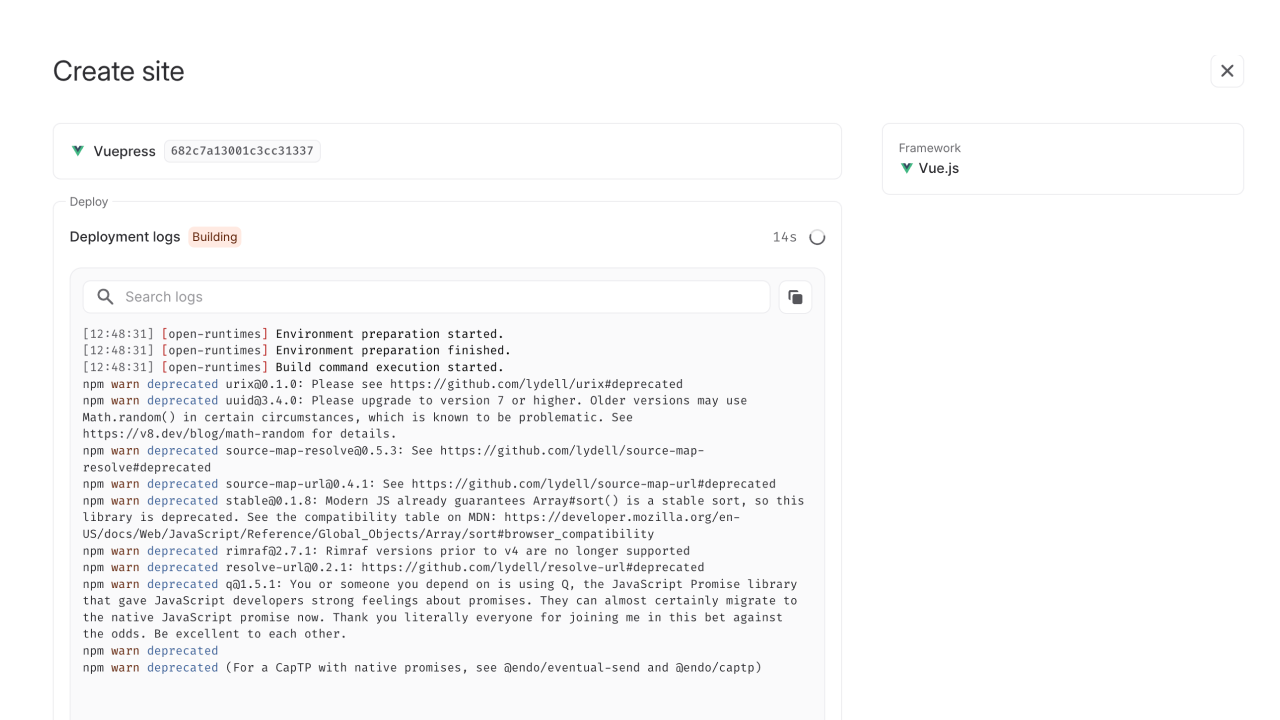 Create site
Vuepress 682c7a13001c3cc31337
Framework
Vue.js
Deploy
Deployment logs Building 14s
Search logs
[12:48:31] [open-runtimes] Environment preparation started.
[12:48:31] [open-runtimes] Environment preparation finished.
[12:48:31] [open-runtimes] Build command execution started.
npm warn deprecated urix@0.1.0: Please see https://github.com/lydell/urix#deprecated
npm warn deprecated uuid@3.4.0: Please upgrade to version 7 or higher. Older versions may use
Math.random() in certain circumstances, which is known to be problematic. See
https://v8.dev/blog/math-random for details.
npm warn deprecated source-map-resolve@0.5.3: See https://github.com/lydell/source-map-
resolve#deprecated
npm warn deprecated source-map-url@0.4.1: See https://github.com/lydell/source-map-url#deprecated
npm warn deprecated stable@0.1.8: Modern JS already guarantees Array#sort() is a stable sort, so this
library is deprecated. See the compatibility table on MDN: https://developer.mozilla.org/en-
US/docs/Web/JavaScript/Reference/Global_Objects/Array/sort#browser_compatibility
npm warn deprecated rimraf@2.7.1: Rimraf versions prior to v4 are no longer supported
npm warn deprecated resolve-url@0.2.1: https://github.com/lydell/resolve-url#deprecated
npm warn deprecated q@1.5.1: You or someone you depend on is using Q, the JavaScript Promise library
that gave JavaScript developers strong feelings about promises. They can almost certainly migrate to
the native JavaScript promise now. Thank you literally everyone for joining me in this bet against
the odds. Be excellent to each other.
npm warn deprecated
npm warn deprecated (For a CapTP with native promises, see @endo/eventual-send and @endo/captp)